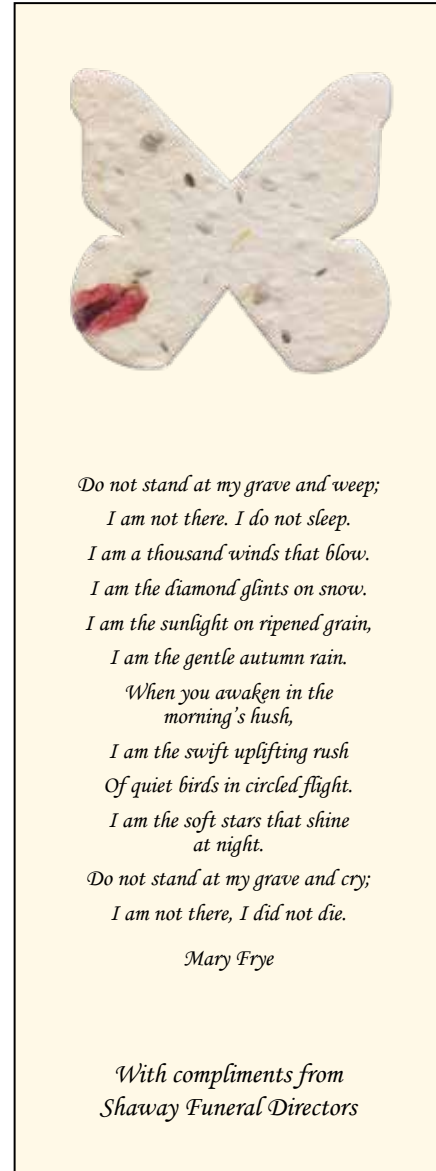 Do not stand at my grave and weep;
I am not there. I do not sleep.
I am a thousand winds that blow.
I am the diamond glints on snow.
I am the sunlight on ripened grain,
I am the gentle autumn rain.
When you awaken in the
morning's hush,
I am the swift uplifting rush
Of quiet birds in circled flight.
I am the soft stars that shine
at night.
Do not stand at my grave and cry;
I am not there, I did not die.
Mary Frye
With compliments from
Shaway Funeral Directors